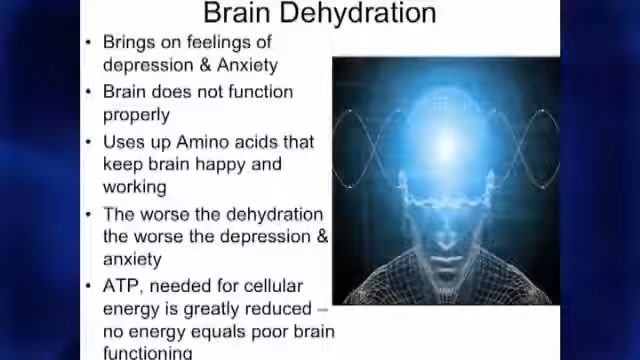 Brain Dehydration
• Brings on feelings of
depression & Anxiety
• Brain does not function
properly
• Uses up Amino acids that
keep brain happy and
working
• The worse the dehydration
the worse the depression &
anxiety
• ATP, needed for cellular
energy is greatly reduced –
no energy equals poor brain
functioning